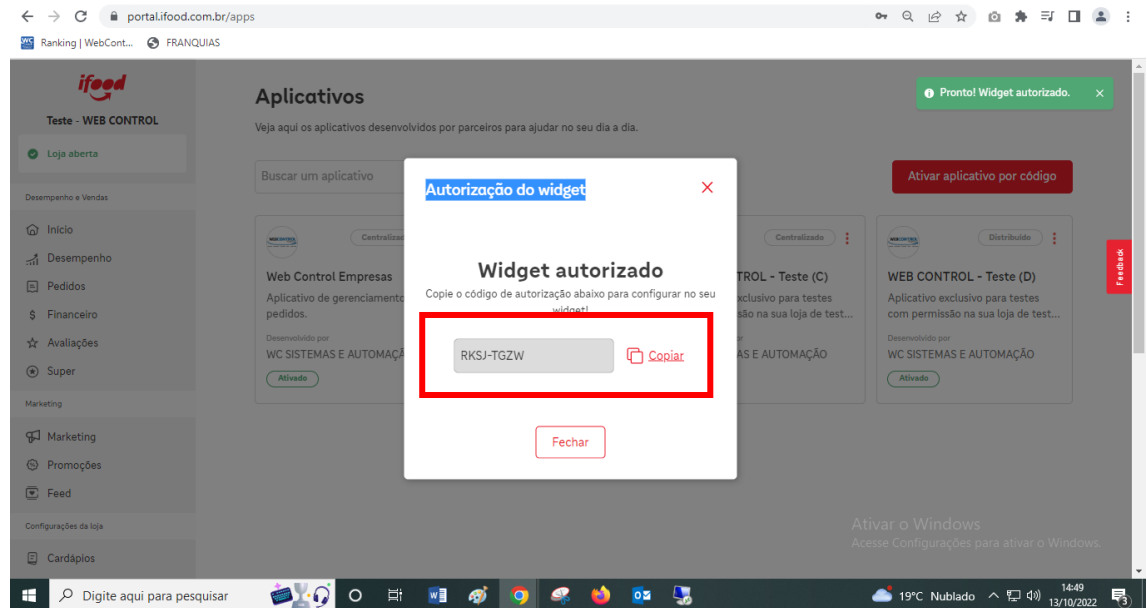 portal.ifood.com.br/apps
Ranking | WebCont...
FRANQUIAS
ifood
Teste - WEB CONTROL
Loja aberta
Desempenho e Vendas
Início
Desempenho
Pedidos
Financeiro
Avaliações
Super
Marketing
Marketing
Promoções
Feed
Configurações da loja
Cardápios
Aplicativos
Veja aqui os aplicativos desenvolvidos por parceiros para ajudar no seu dia a dia.
Pronto! Widget autorizado.
Buscar um aplicativo
Ativar aplicativo por código
Centralizad
Web Control Empresas
Aplicativo de gerenciamento
pedidos.
Desenvolvido por
WC SISTEMAS E AUTOMAÇÃ
Ativado
Autorização do widget
Widget autorizado
Copie o código de autorização abaixo para configurar no seu
widget!
RKSJ-TGZW
Copiar
Fechar
Centralizado
TROL - Teste (C)
xclusivo para testes
são na sua loja de test...
or
AS E AUTOMAÇÃO
Distribuído
WEB CONTROL - Teste (D)
Aplicativo exclusivo para testes
com permissão na sua loja de test...
Desenvolvido por
WC SISTEMAS E AUTOMAÇÃO
Ativado
Feedback
Ativar o Windows
Acesse Configurações para ativar o Windows.
Digite aqui para pesquisar
19°C Nublado
14:49
13/10/2022
3